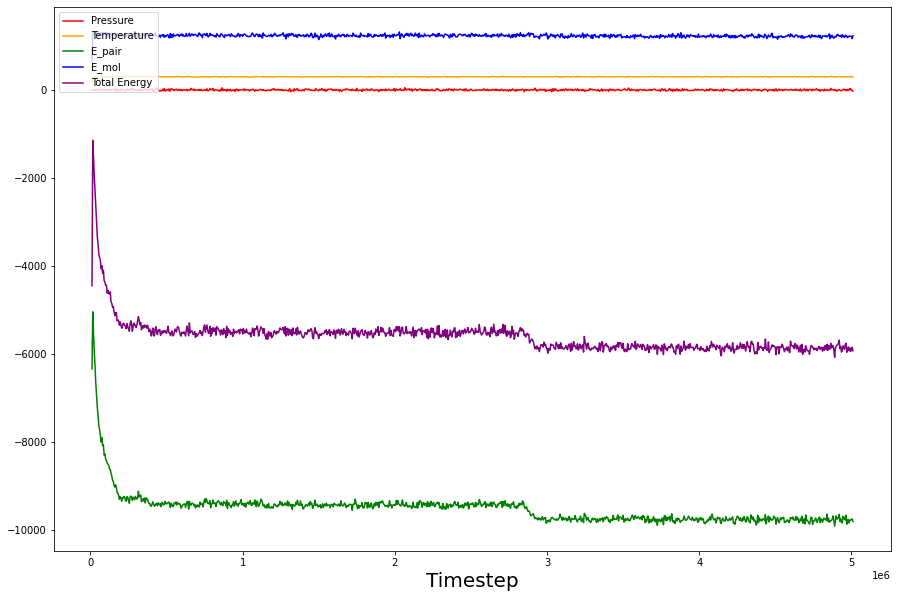 Pressure
Temperature
E_pair
E_mol
Total Energy
0
−2000
−4000
−6000
−8000
−10000
0
1
2
3
4
5
1e6
Timestep